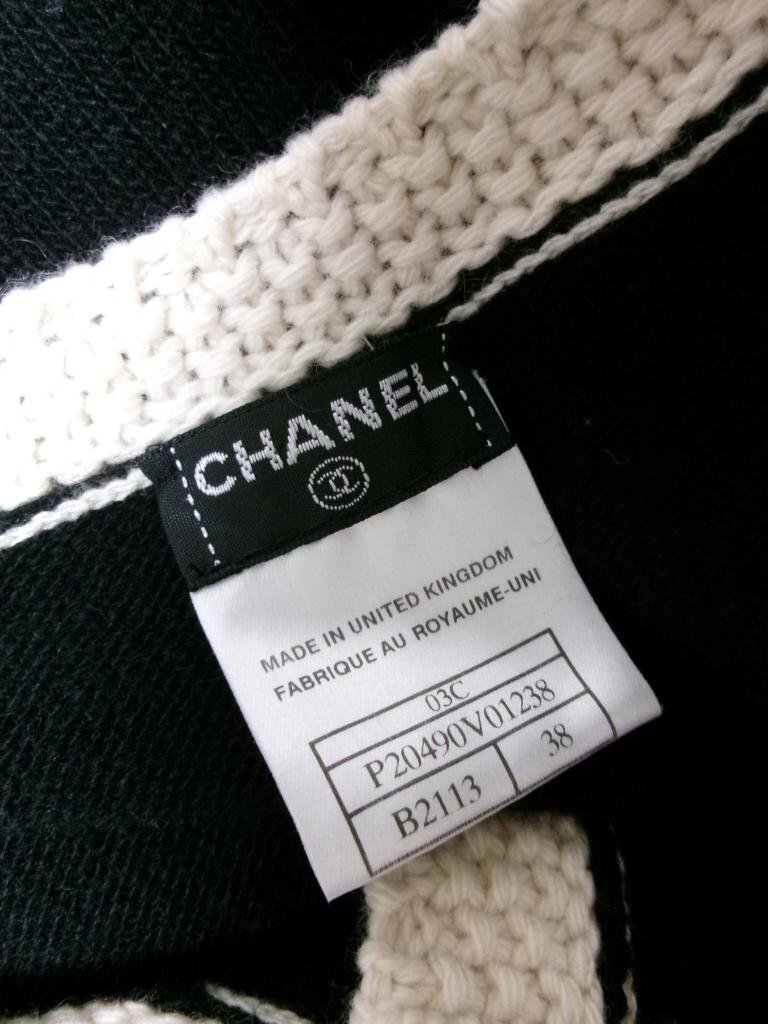 CHANEL
MADE IN UNITED KINGDOM
FABRIQUE AU ROYAUME-UNI
03C
P20490V01238
B2113 38